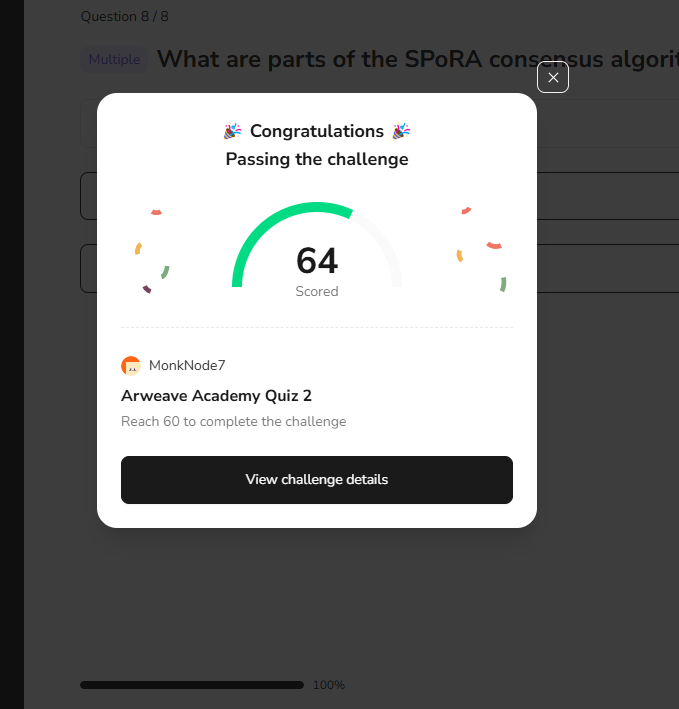 Question 8 / 8
Multiple What are parts of the SPoRA consensus algorit
🎉 Congratulations 🎉
Passing the challenge
64
Scored
MonkNode7
Arweave Academy Quiz 2
Reach 60 to complete the challenge
View challenge details
100%